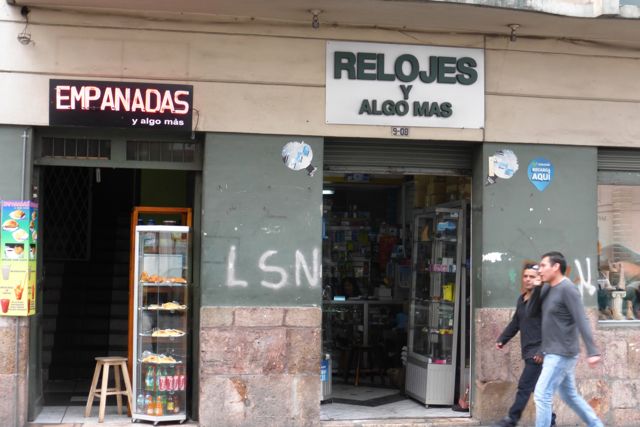 EMPANADAS
y algo más
RELOJES
Y
ALGO MAS
9-08
RECARGA
AQUÍ
LSN
N